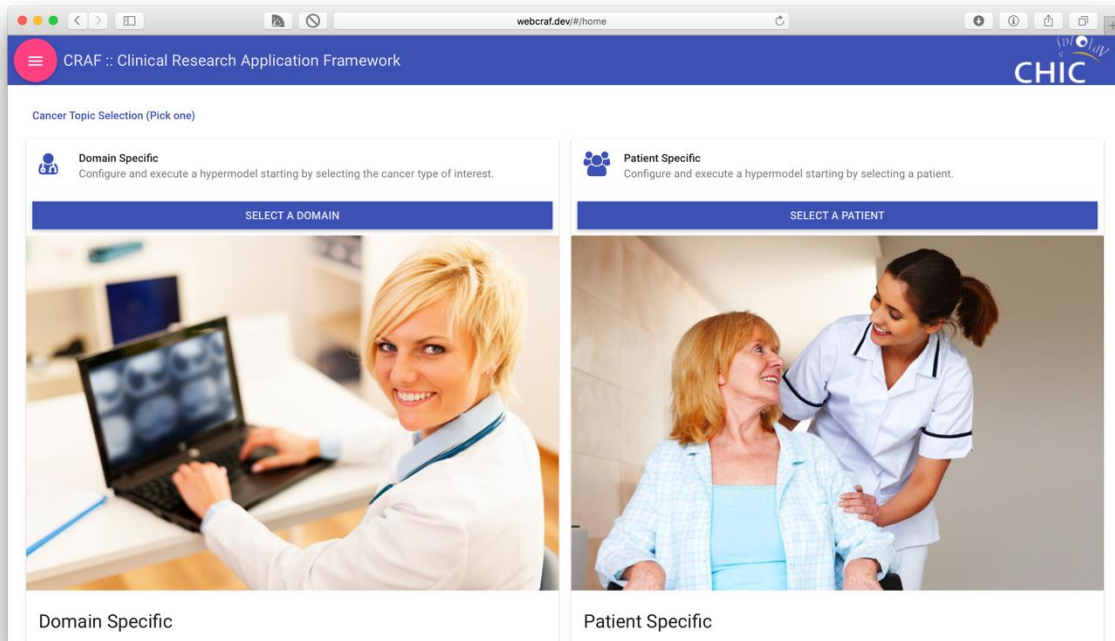 webcraf.dev/#/home
CRAF :: Clinical Research Application Framework
CHIC
Cancer Topic Selection (Pick one)
Domain Specific
Configure and execute a hypermodel starting by selecting the cancer type of interest.
SELECT A DOMAIN
Domain Specific
Patient Specific
Configure and execute a hypermodel starting by selecting a patient.
SELECT A PATIENT
Patient Specific